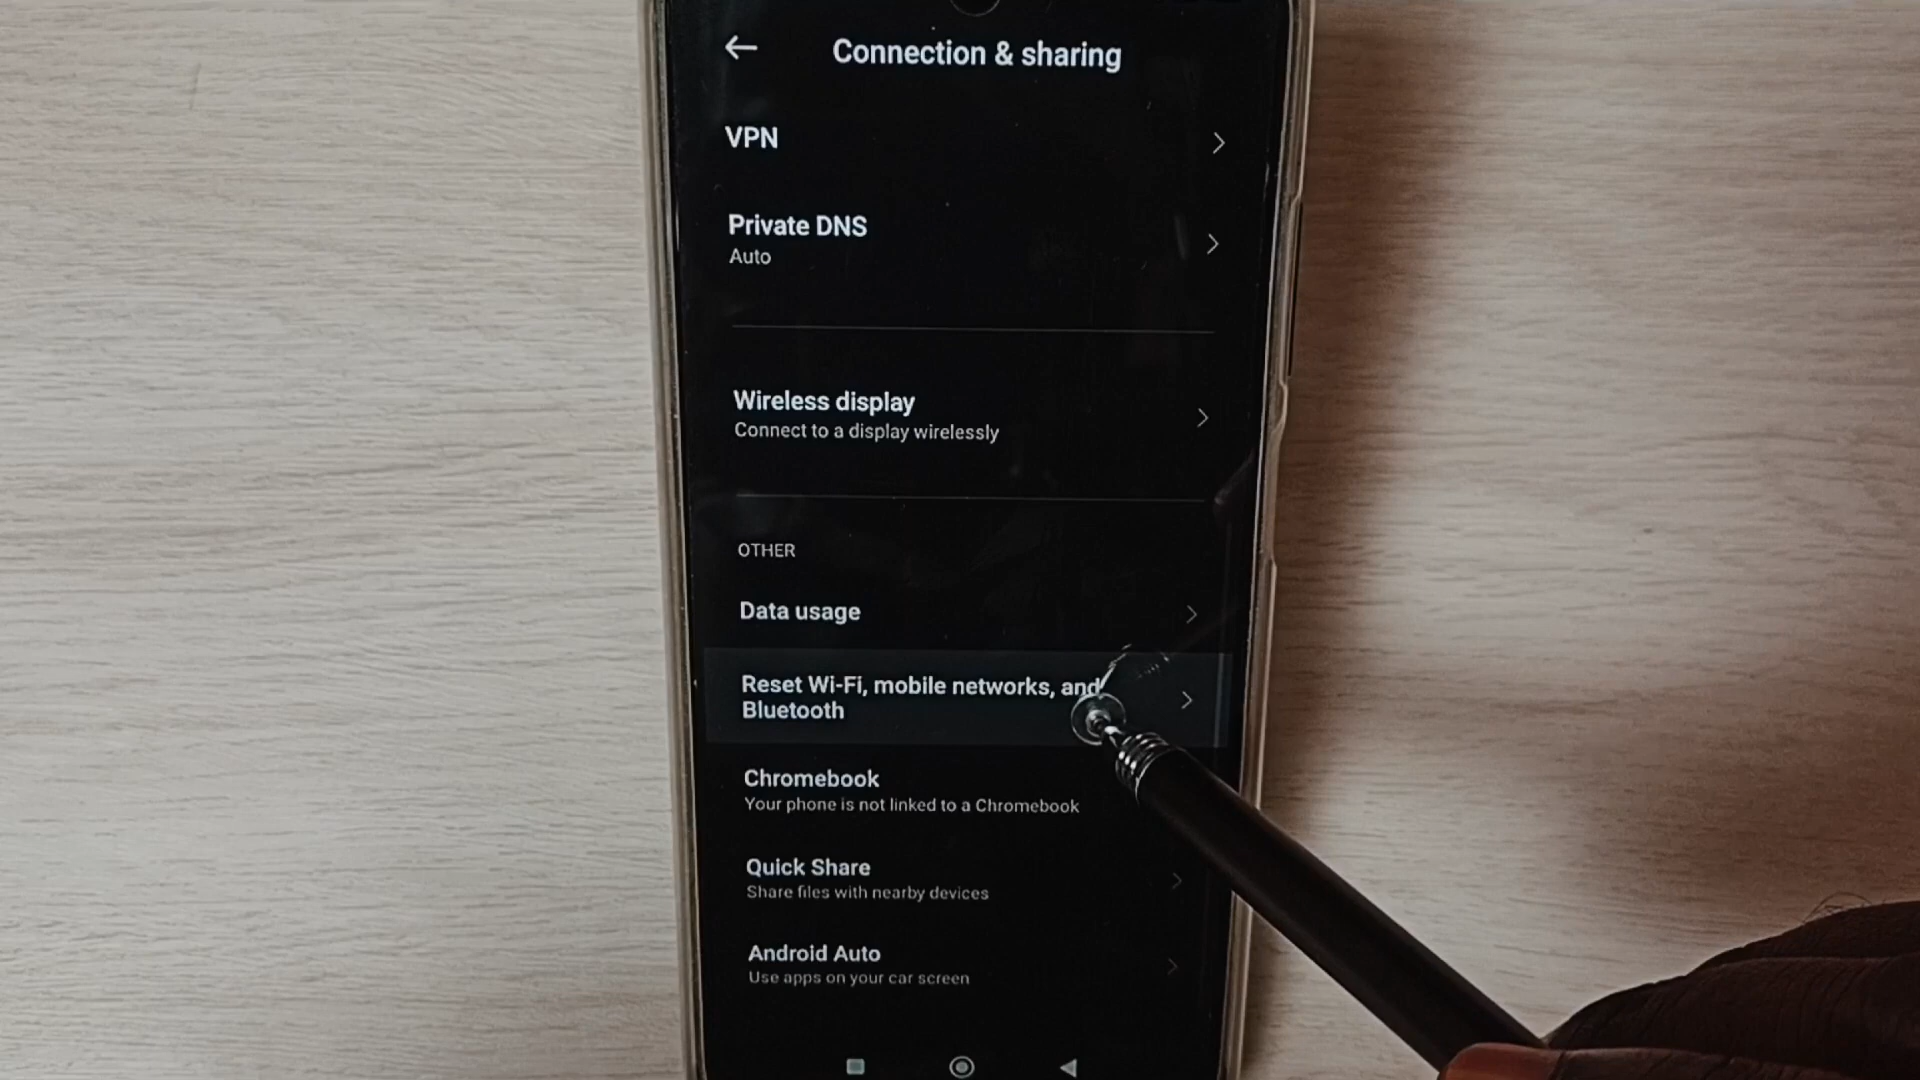 Connection & sharing
VPN
Private DNS
Auto
Wireless display
Connect to a display wirelessly
OTHER
Data usage
Reset Wi-Fi, mobile networks, and
Bluetooth
Chromebook
Your phone is not linked to a Chromebook
Quick Share
Share files with nearby devices
Android Auto
Use apps on your car screen